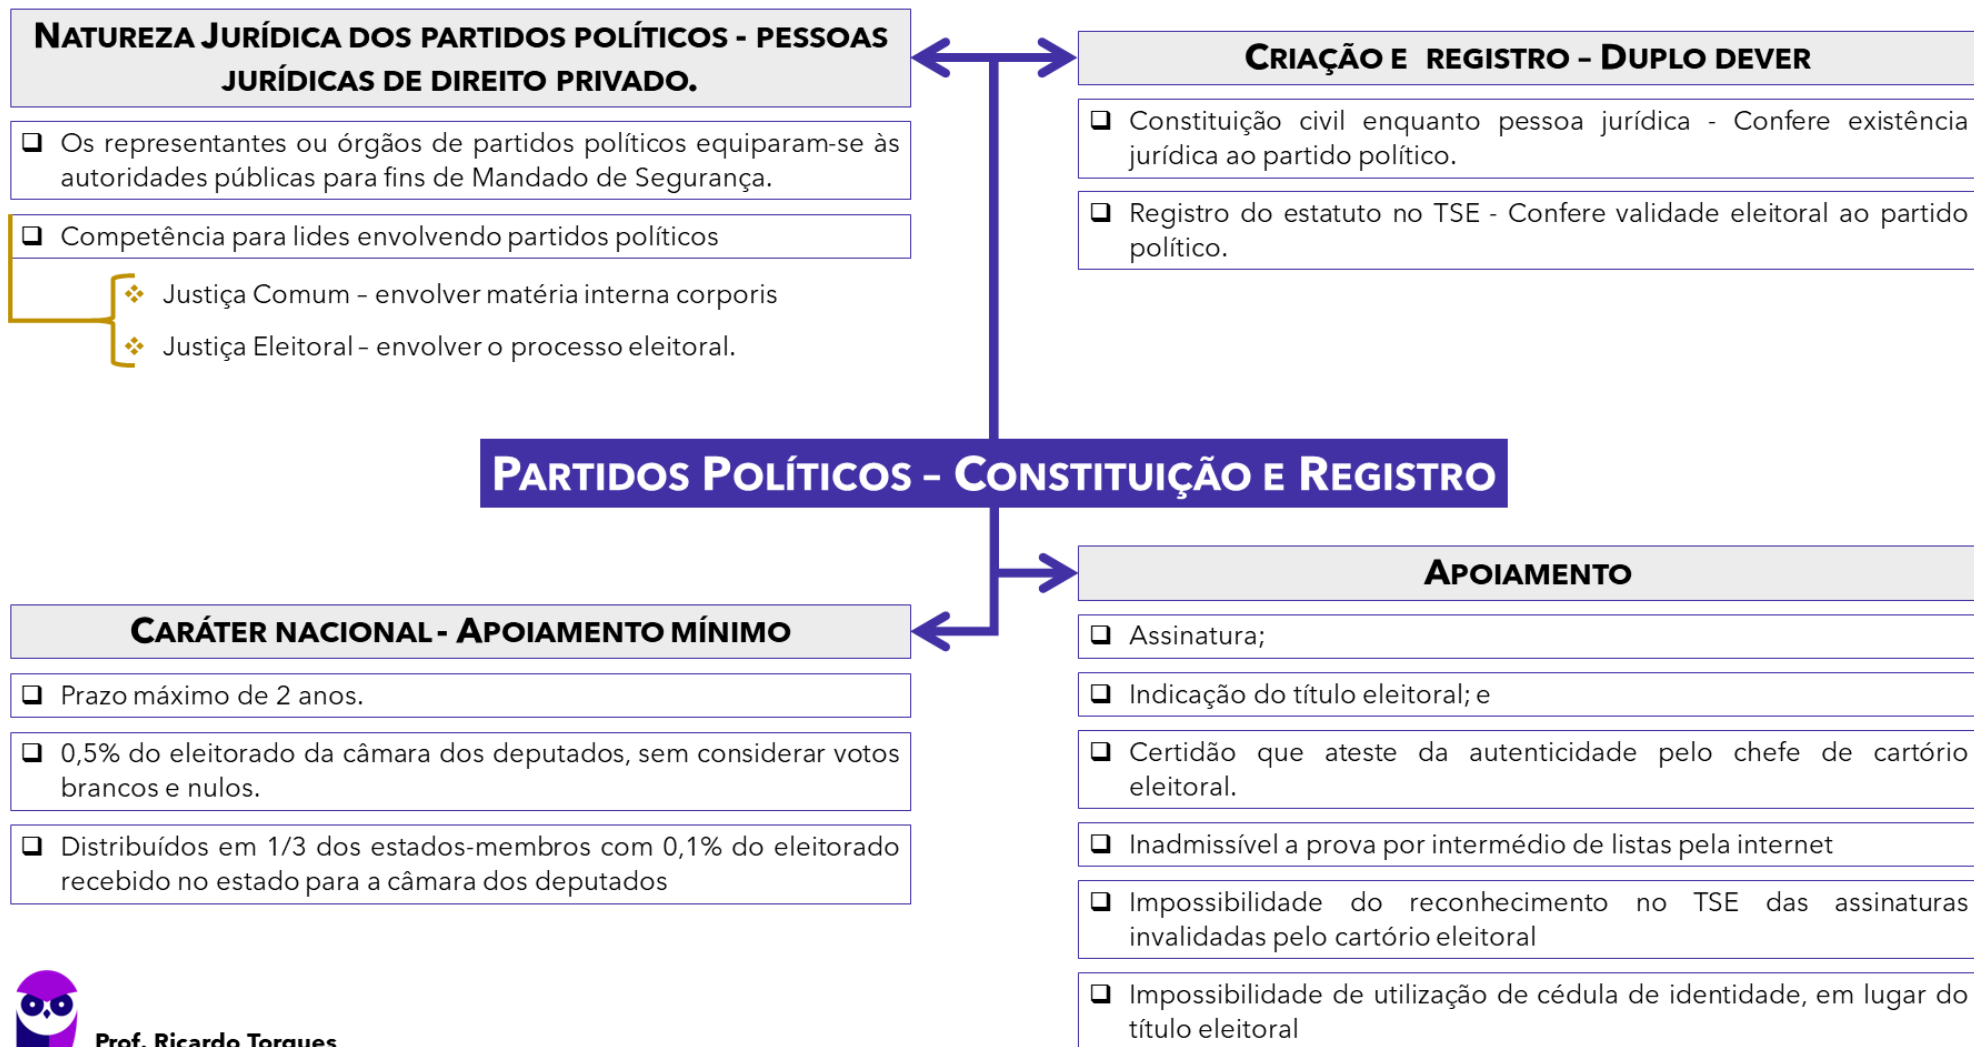 NATUREZA JURÍDICA DOS PARTIDOS POLÍTICOS - PESSOAS
JURÍDICAS DE DIREITO PRIVADO.
Os representantes ou órgãos de partidos políticos equiparam-se às
autoridades públicas para fins de Mandado de Segurança.
Competência para lides envolvendo partidos políticos
Justiça Comum – envolver matéria interna corporis
Justiça Eleitoral – envolver o processo eleitoral.
CRIAÇÃO E REGISTRO – DUPLO DEVER
Constituição civil enquanto pessoa jurídica - Confere existência
jurídica ao partido político.
Registro do estatuto no TSE - Confere validade eleitoral ao partido
político.
PARTIDOS POLÍTICOS – CONSTITUIÇÃO E REGISTRO
CARÁTER NACIONAL - APOIAMENTO MÍNIMO
Prazo máximo de 2 anos.
0,5% do eleitorado da câmara dos deputados, sem considerar votos
brancos e nulos.
Distribuídos em 1/3 dos estados-membros com 0,1% do eleitorado
recebido no estado para a câmara dos deputados
APOIAMENTO
Assinatura;
Indicação do título eleitoral; e
Certidão que ateste da autenticidade pelo chefe de cartório
eleitoral.
Inadmissível a prova por intermédio de listas pela internet
Impossibilidade do reconhecimento no TSE das assinaturas
invalidadas pelo cartório eleitoral
Impossibilidade de utilização de cédula de identidade, em lugar do
título eleitoral
Prof. Ricardo Torques